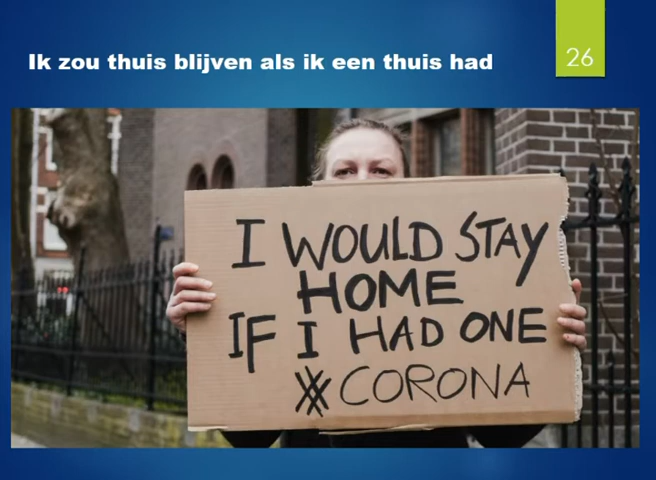 Ik zou thuis blijven als ik een thuis had
26
I WOULD STAY
HOME
IF I HAD ONE
# CORONA